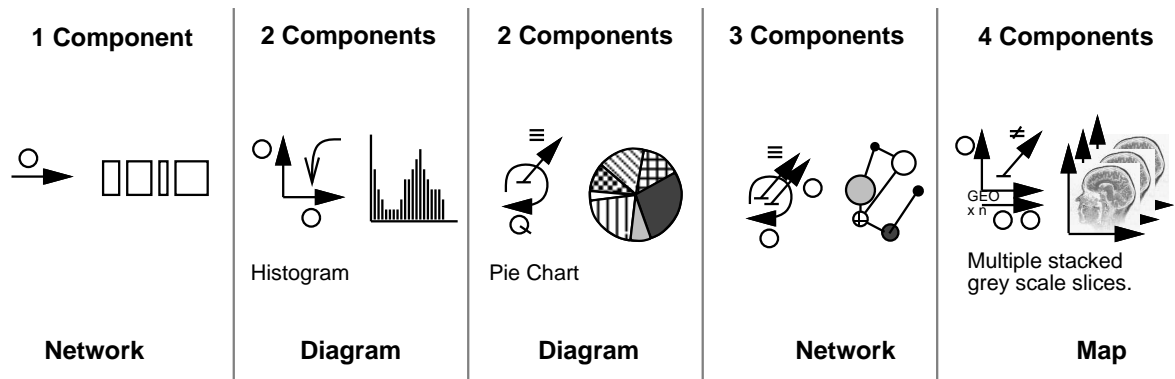 1 Component
2 Components
2 Components
3 Components
4 Components
≡
≡
≠
GEO
x n
Q
Histogram
Pie Chart
Multiple stacked
grey scale slices.
Network
Diagram
Diagram
Network
Map